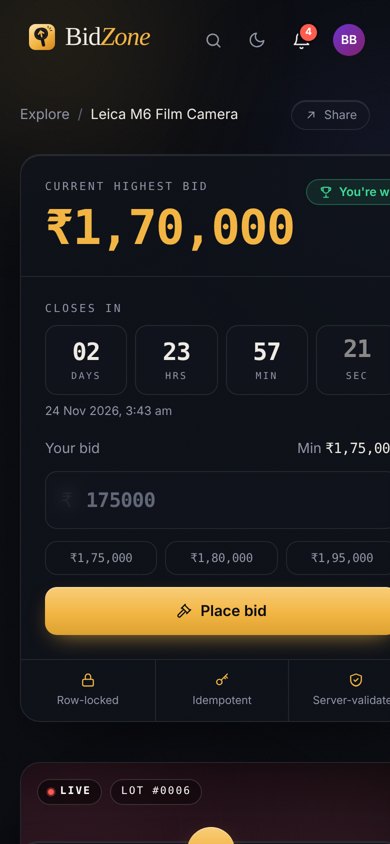 BidZone
4
BB
Explore / Leica M6 Film Camera
Share
CURRENT HIGHEST BID
You're w
₹1,70,000
CLOSES IN
02 23 57 21
DAYS HRS MIN SEC
24 Nov 2026, 3:43 am
Your bid Min ₹1,75,00
₹ 175000
₹1,75,000 ₹1,80,000 ₹1,95,000
Place bid
Row-locked Idempotent Server-validate
LIVE LOT #0006